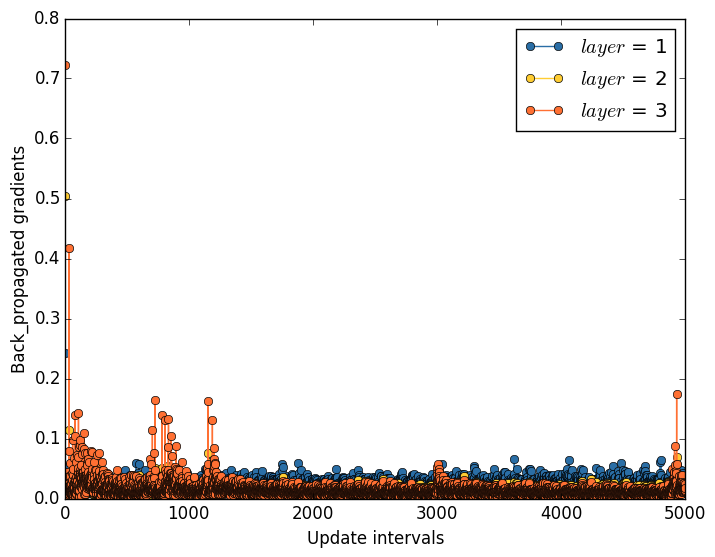 0.8
0.7
0.6
0.5
0.4
0.3
0.2
0.1
0.0
Back_propagated gradients
layer = 1
layer = 2
layer = 3
0 1000 2000 3000 4000 5000
Update intervals